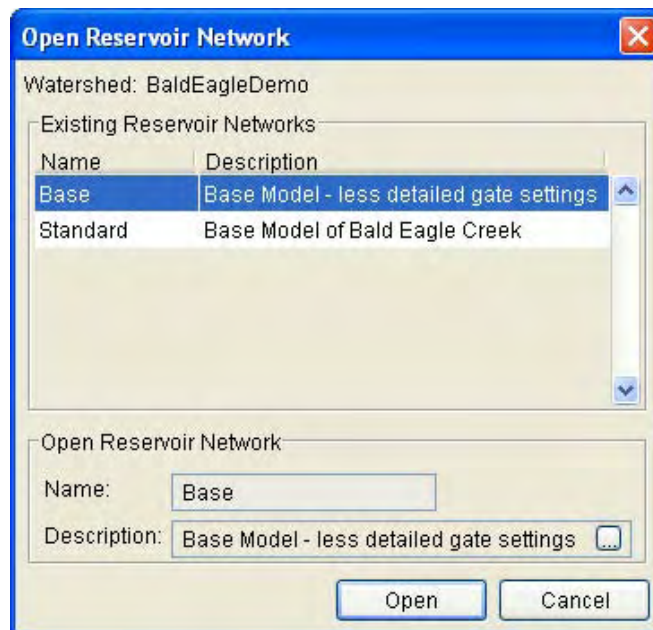 Open Reservoir Network
Watershed: BaldEagleDemo
Existing Reservoir Networks
Name Description
Base Base Model - less detailed gate settings
Standard Base Model of Bald Eagle Creek
Open Reservoir Network
Name: Base
Description: Base Model - less detailed gate settings ...
Open Cancel